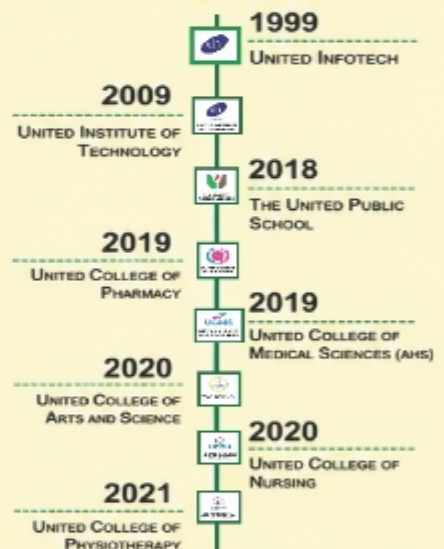 1999
UNITED INFOTECH
2009
UNITED INSTITUTE OF
TECHNOLOGY
2018
THE UNITED PUBLIC
SCHOOL
2019
UNITED COLLEGE OF
PHARMACY
2019
UNITED COLLEGE OF
MEDICAL SCIENCES (AHS)
2020
UNITED COLLEGE OF
ARTS AND SCIENCE
2020
UNITED COLLEGE OF
NURSING
2021
UNITED COLLEGE OF
PHYSIOTHERAPY